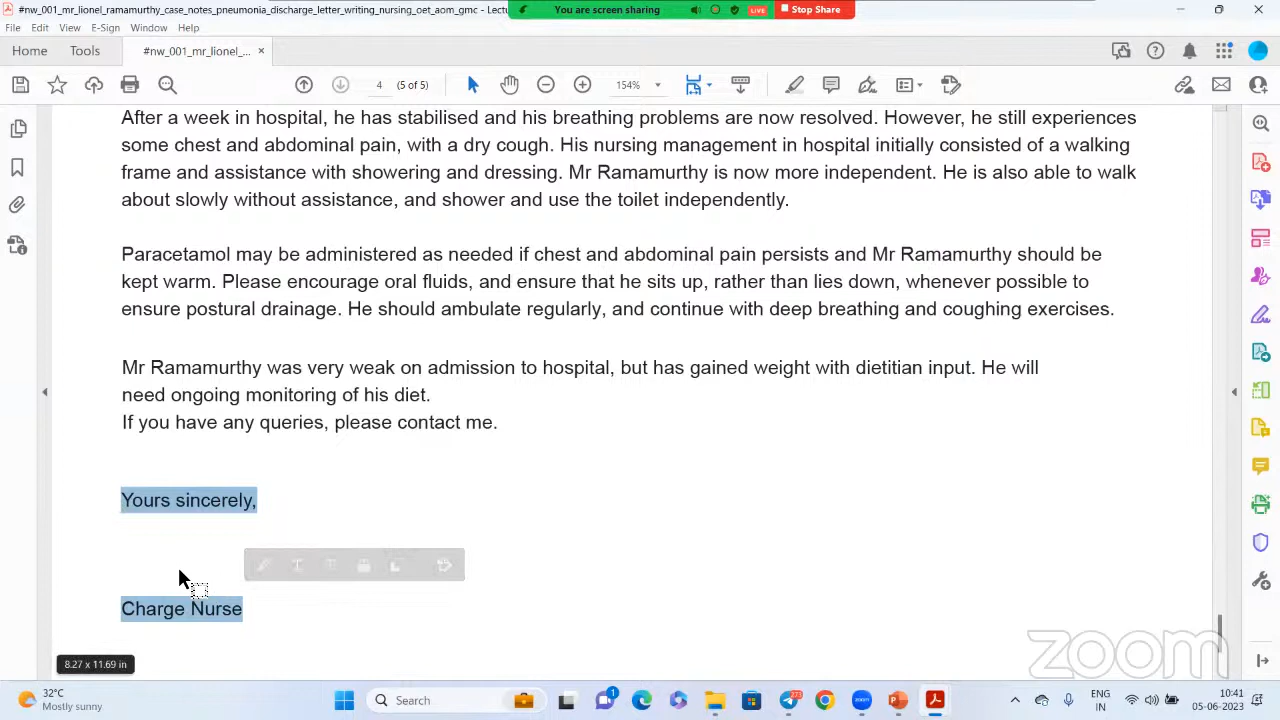 #nw_001_mr_lionel_ramamurthy_case_notes_pneumonia_discharge_letter_writing_nursing_oet_aom_gmc - Lectu
You are screen sharing
LIVE
Stop Share
File Edit View E-Sign Window Help
Home Tools #nw_001_mr_lionel_... ×
4 (5 of 5) 154%
After a week in hospital, he has stabilised and his breathing problems are now resolved. However, he still experiences
some chest and abdominal pain, with a dry cough. His nursing management in hospital initially consisted of a walking
frame and assistance with showering and dressing. Mr Ramamurthy is now more independent. He is also able to walk
about slowly without assistance, and shower and use the toilet independently.
Paracetamol may be administered as needed if chest and abdominal pain persists and Mr Ramamurthy should be
kept warm. Please encourage oral fluids, and ensure that he sits up, rather than lies down, whenever possible to
ensure postural drainage. He should ambulate regularly, and continue with deep breathing and coughing exercises.
Mr Ramamurthy was very weak on admission to hospital, but has gained weight with dietitian input. He will
need ongoing monitoring of his diet.
If you have any queries, please contact me.
Yours sincerely,
Charge Nurse
8.27 x 11.69 in
zoom
32°C
Mostly sunny
Search
1
273
zoom
ENG
IN
10:41
05-06-2023